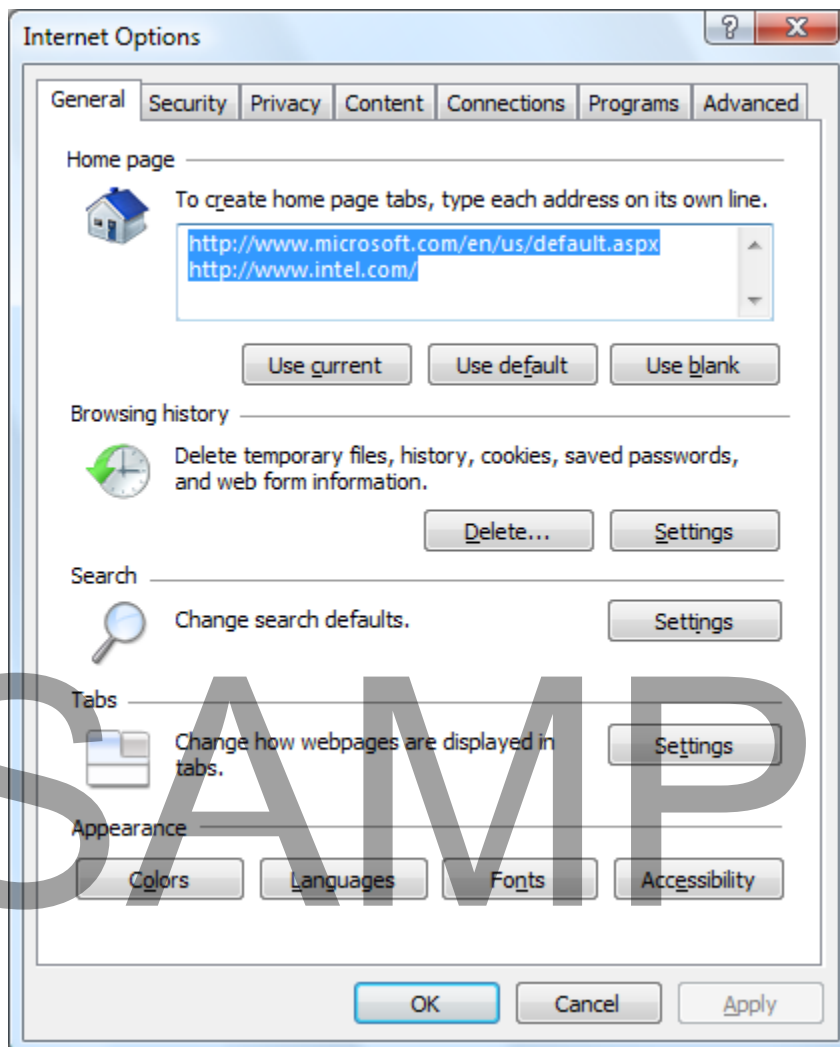 Internet Options
General Security Privacy Content Connections Programs Advanced
Home page
To create home page tabs, type each address on its own line.
http://www.microsoft.com/en/us/default.aspx
http://www.intel.com/
Use current Use default Use blank
Browsing history
Delete temporary files, history, cookies, saved passwords,
and web form information.
Delete... Settings
Search
Change search defaults.
Settings
Tabs
Change how webpages are displayed in
tabs.
Settings
Appearance
Colors Languages Fonts Accessibility
OK Cancel Apply
SAMP